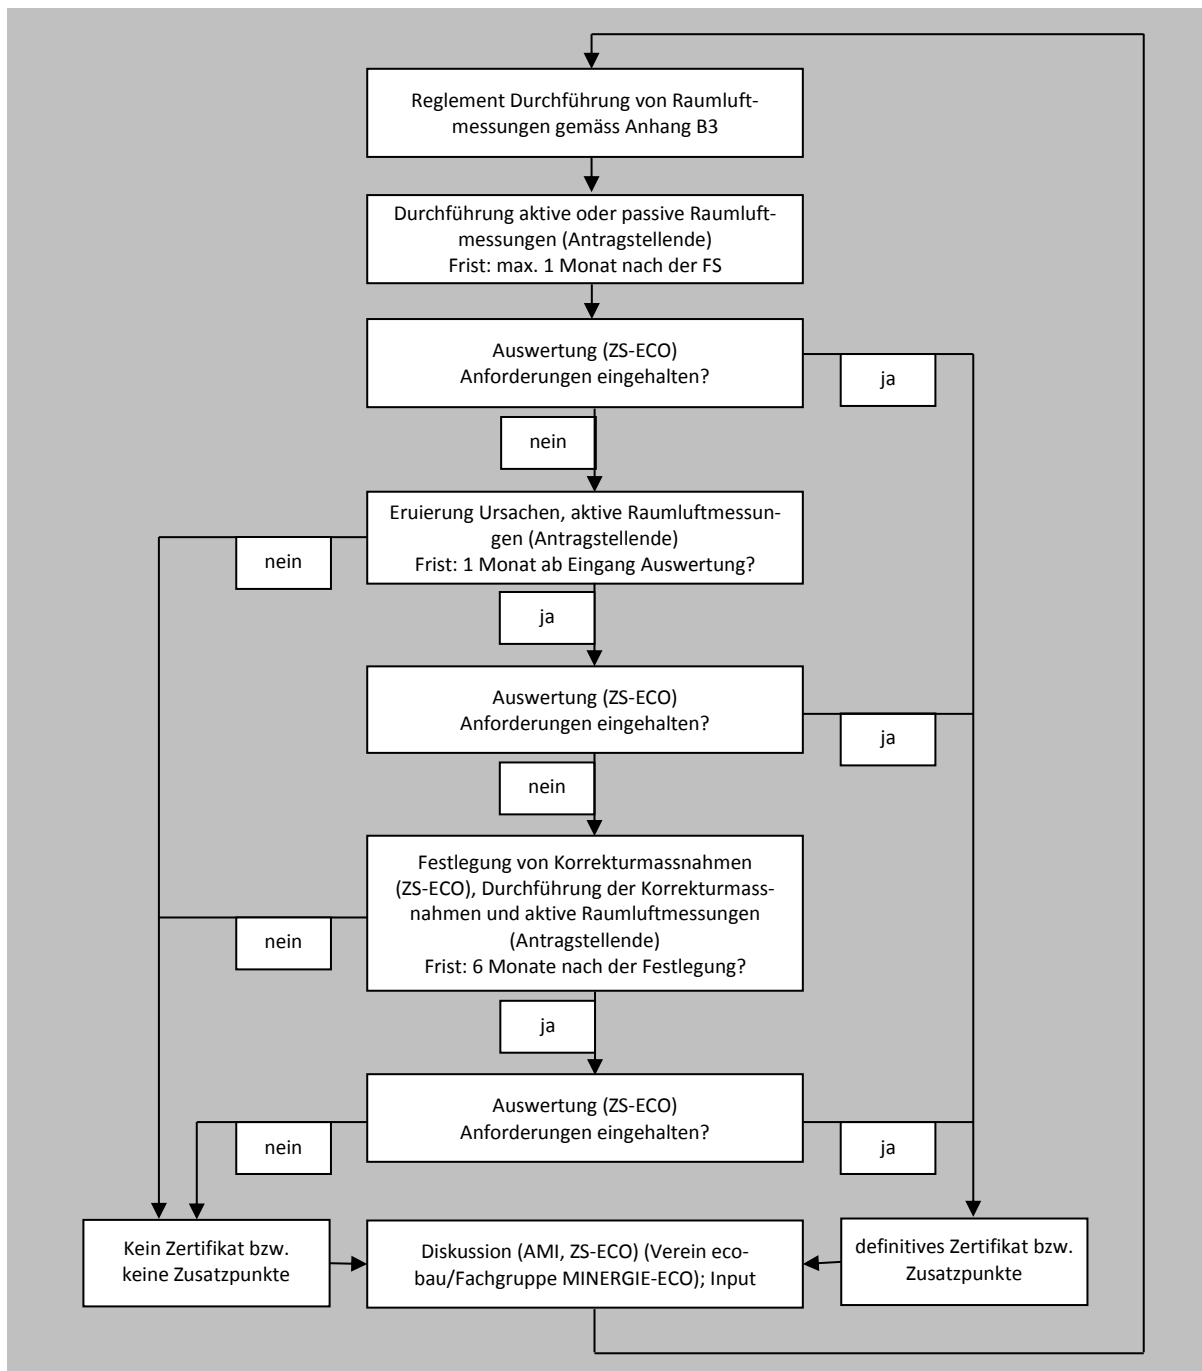 Reglement Durchführung von Raumluft-
messungen gemäss Anhang B3
Durchführung aktive oder passive Raumluft-
messungen (Antragstellende)
Frist: max. 1 Monat nach der FS
Auswertung (ZS-ECO)
Anforderungen eingehalten?
ja
nein
Eruierung Ursachen, aktive Raumluftmessun-
gen (Antragstellende)
Frist: 1 Monat ab Eingang Auswertung?
nein
ja
Auswertung (ZS-ECO)
Anforderungen eingehalten?
ja
nein
Festlegung von Korrekturmassnahmen
(ZS-ECO), Durchführung der Korrekturmass-
nahmen und aktive Raumluftmessungen
(Antragstellende)
Frist: 6 Monate nach der Festlegung?
nein
ja
Auswertung (ZS-ECO)
Anforderungen eingehalten?
nein
ja
Kein Zertifikat bzw.
keine Zusatzpunkte
Diskussion (AMI, ZS-ECO) (Verein eco-
bau/Fachgruppe MINERGIE-ECO); Input
definitives Zertifikat bzw.
Zusatzpunkte